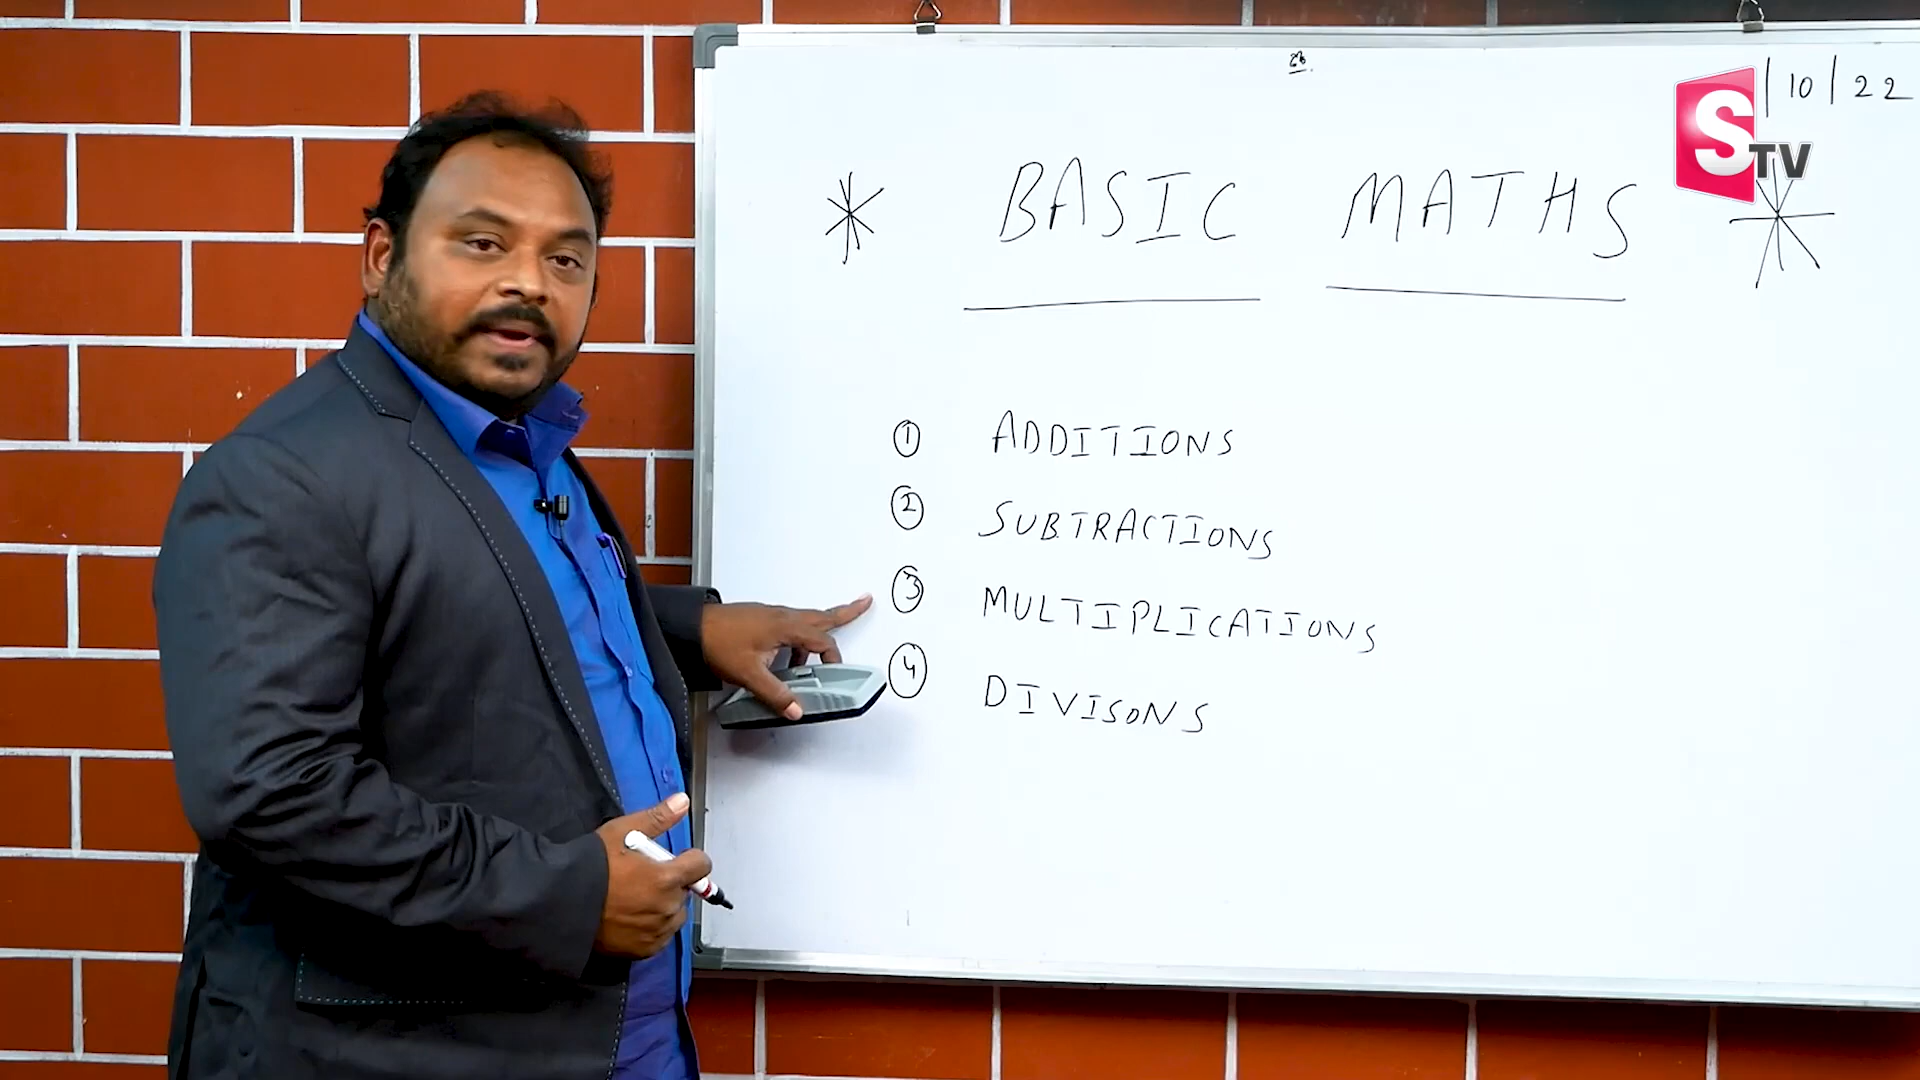 /10/22
STV
* BASIC MATHS *
1 ADDITIONS
2 SUBTRACTIONS
3 MULTIPLICATIONS
4 DIVISONS